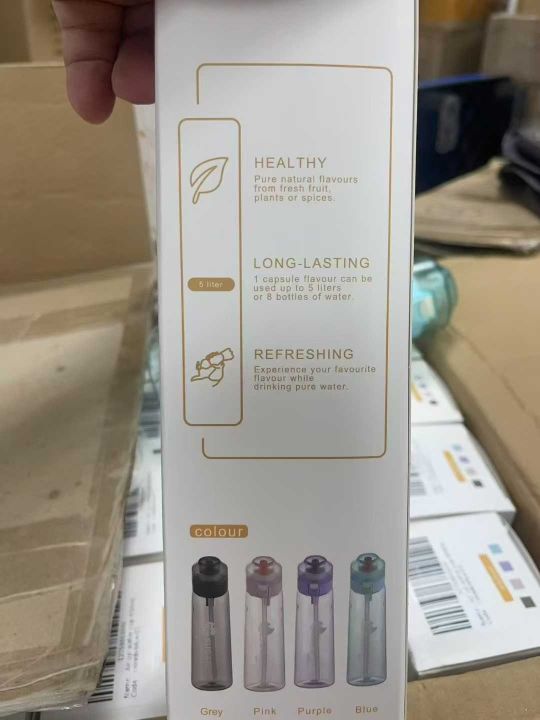 HEALTHY
Pure natural flavours
from fresh fruit,
plants or spices.
5 liter
LONG-LASTING
1 capsule flavour can be
used up to 5 liters
or 8 bottles of water.
REFRESHING
Experience your favourite
flavour while
drinking pure water.
colour
Grey
Pink
Purple
Blue